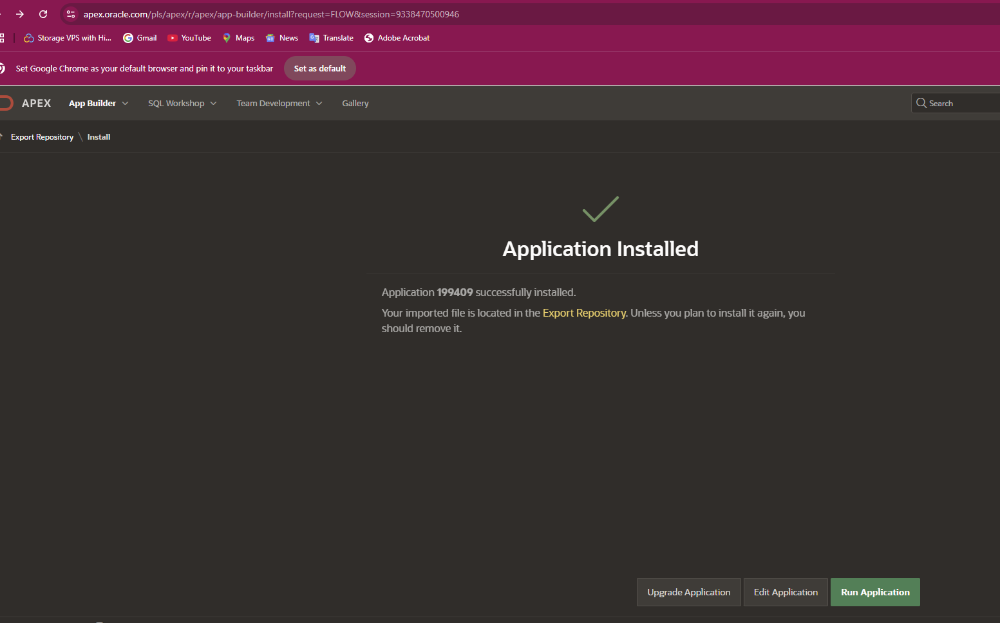 apex.oracle.com/pls/apex/r/apex/app-builder/install?request=FLOW&session=9338470500946
Storage VPS with Hi... Gmail YouTube Maps News Translate Adobe Acrobat
Set Google Chrome as your default browser and pin it to your taskbar Set as default
APEX App Builder SQL Workshop Team Development Gallery Search
Export Repository \ Install
Application Installed
Application 199409 successfully installed.
Your imported file is located in the Export Repository. Unless you plan to install it again, you
should remove it.
Upgrade Application Edit Application Run Application